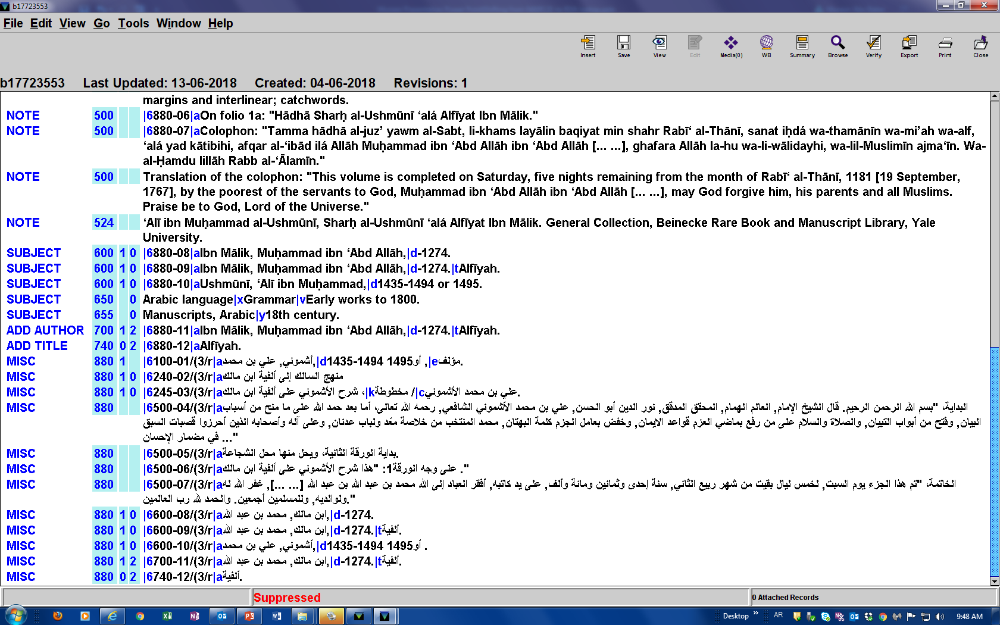 b17723553
File Edit View Go Tools Window Help
Insert Save View Edit Media(0) WB Summary Browse Verify Export Print Close
b17723553 Last Updated: 13-06-2018 Created: 04-06-2018 Revisions: 1
margins and interlinear; catchwords.
NOTE 500 |6880-06|aOn folio 1a: "Hādhā Sharḥ al-Ushmūnī ‘alá Alfīyat Ibn Mālik."
NOTE 500 |6880-07|aColophon: "Tamma hādhā al-juz’ yawm al-Sabt, li-khams layālin baqiyat min shahr Rabī‘ al-Thānī, sanat iḥdá wa-thamānīn wa-mi’ah wa-alf,
‘alá yad kātibihi, afqar al-‘ibād ilá Allāh Muḥammad ibn ‘Abd Allāh ibn ‘Abd Allāh [... ...], ghafara Allāh la-hu wa-li-wālidayhi, wa-lil-Muslimīn ajma‘īn. Wa-
al-Ḥamdu lillāh Rabb al-‘Ālamīn."
NOTE 500 Translation of the colophon: "This volume is completed on Saturday, five nights remaining from the month of Rabī‘ al-Thānī, 1181 [19 September,
1767], by the poorest of the servants to God, Muḥammad ibn ‘Abd Allāh ibn ‘Abd Allāh [... ...], may God forgive him, his parents and all Muslims.
Praise be to God, Lord of the Universe."
NOTE 524 ‘Alī ibn Muḥammad al-Ushmūnī, Sharḥ al-Ushmūnī ‘alá Alfīyat Ibn Mālik. General Collection, Beinecke Rare Book and Manuscript Library, Yale
University.
SUBJECT 600 1 0 |6880-08|aIbn Mālik, Muḥammad ibn ‘Abd Allāh,|d-1274.
SUBJECT 600 1 0 |6880-09|aIbn Mālik, Muḥammad ibn ‘Abd Allāh,|d-1274.|tAlfīyah.
SUBJECT 600 1 0 |6880-10|aUshmūnī, ‘Alī ibn Muḥammad,|d1435-1494 or 1495.
SUBJECT 650 0 Arabic language|xGrammar|vEarly works to 1800.
SUBJECT 655 0 Manuscripts, Arabic|y18th century.
ADD AUTHOR 700 1 2 |6880-11|aIbn Mālik, Muḥammad ibn ‘Abd Allāh,|d-1274.|tAlfīyah.
ADD TITLE 740 0 2 |6880-12|aAlfīyah.
MISC 880 1 |6100-01/(3/r|aأشموني, علي بن محمد,|d1435-1494 أو1495 ,|eمؤلف.
MISC 880 1 0 |6240-02/(3/r|aمنهج السالك إلى ألفية ابن مالك
MISC 880 1 0 |6245-03/(3/r|aشرح الأشموني على ألفية ابن مالك ،|kمخطوطة /|cعلي بن محمد الأشموني.
MISC 880 |6500-04/(3/r|aالبداية، "بسم الله الرحمن الرحيم. قال الشيخ الإمام, العالم الهمام, المحقق المدقق, نور الدين أبو الحسن, علي بن محمد الأشموني الشافعي, رحمه الله تعالى، أما بعد حمد الله على ما منح من أسباب
البيان, وفتح من أبواب التبيان, والصلاة والسلام على من رفع بماضي العزم قواعد الايمان, وخفض بعامل الجزم كلمة البهتان, محمد المنتخب من خلاصة معّد ولباب عدنان, وعلى آله وأصحابه الذين أحرزوا قصبات السبق
في مضمار الإحسان ..."
MISC 880 |6500-05/(3/r|aبداية الورقة الثانية، ويحل منها محل الشجاعة.
MISC 880 |6500-06/(3/r|aعلى وجه الورقة1: "هذا شرح الأشموني على ألفية ابن مالك ."
MISC 880 |6500-07/(3/r|aالخاتمة، "تم هذا الجزء يوم السبت, لخمس ليال بقيت من شهر ربيع الثاني, سنة إحدى وثمانين ومائة وألف, على يد كاتبه, أفقر العباد إلى الله محمد بن عبد الله بن عبد الله [... ...], غفر الله له
ولوالديه, وللمسلمين أجمعين. والحمد لله رب العالمين."
MISC 880 1 0 |6600-08/(3/r|aابن مالك, محمد بن عبد الله,|d-1274.
MISC 880 1 0 |6600-09/(3/r|aابن مالك, محمد بن عبد الله,|d-1274.|tألفية.
MISC 880 1 0 |6600-10/(3/r|aأشموني, علي بن محمد,|d1435-1494 أو1495 .
MISC 880 1 2 |6700-11/(3/r|aابن مالك, محمد بن عبد الله,|d-1274.|tألفية.
MISC 880 0 2 |6740-12/(3/r|aألفية.
Suppressed 0 Attached Records
Desktop AR 9:48 AM